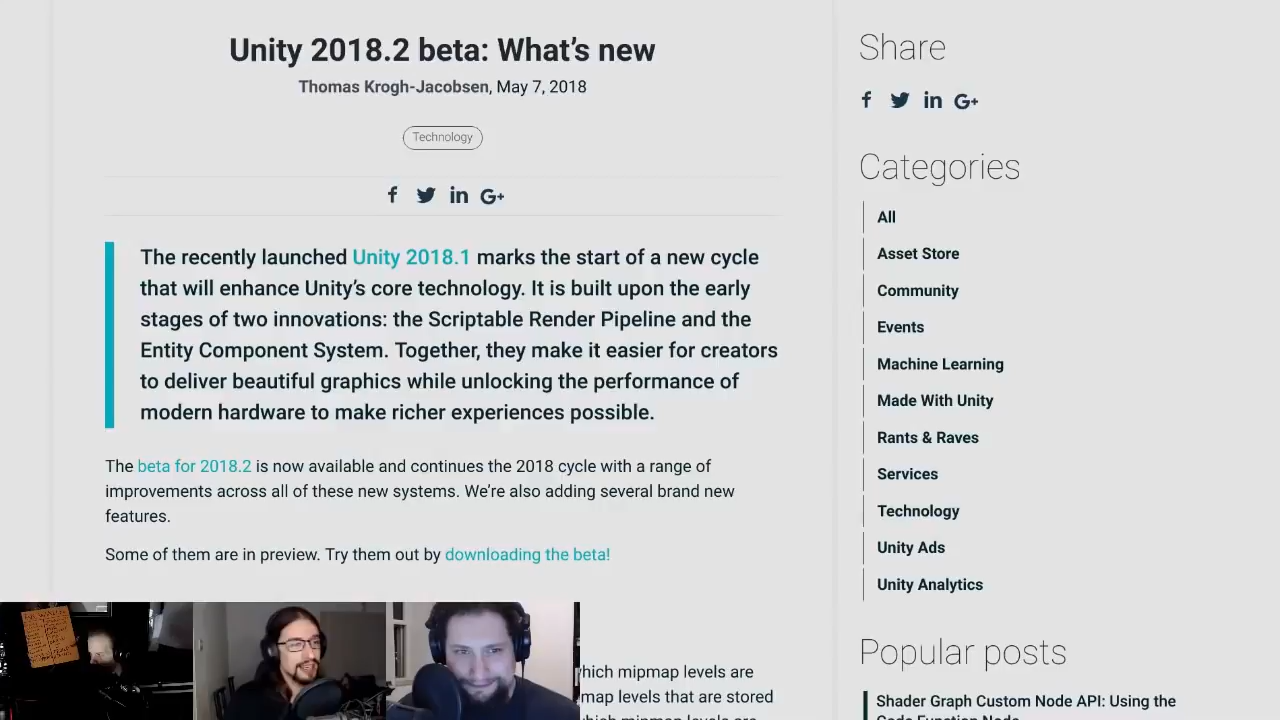 Unity 2018.2 beta: What's new
Thomas Krogh-Jacobsen, May 7, 2018
Technology
The recently launched Unity 2018.1 marks the start of a new cycle
that will enhance Unity's core technology. It is built upon the early
stages of two innovations: the Scriptable Render Pipeline and the
Entity Component System. Together, they make it easier for creators
to deliver beautiful graphics while unlocking the performance of
modern hardware to make richer experiences possible.
The beta for 2018.2 is now available and continues the 2018 cycle with a range of
improvements across all of these new systems. We're also adding several brand new
features.
Some of them are in preview. Try them out by downloading the beta!
which mipmap levels are
map levels that are stored
which mipmap levels are
Share
Categories
All
Asset Store
Community
Events
Machine Learning
Made With Unity
Rants & Raves
Services
Technology
Unity Ads
Unity Analytics
Popular posts
Shader Graph Custom Node API: Using the
Code Function Node